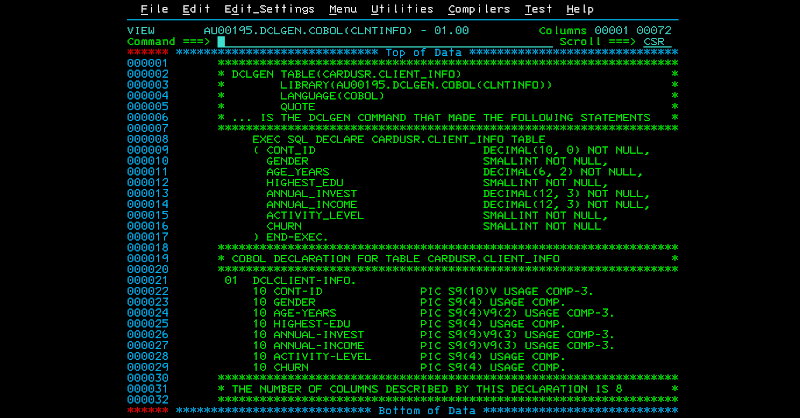 File Edit Edit_Settings Menu Utilities Compilers Test Help
VIEW AU00195.DCLGEN.COBOL(CLNTINFO) - 01.00 Columns 00001 00072
Command ===> Scroll ===> CSR
****** *************************** Top of Data ****************************
000001 ******************************************************************
000002 * DCLGEN TABLE(CARDUSR.CLIENT_INFO) *
000003 * LIBRARY(AU00195.DCLGEN.COBOL(CLNTINFO)) *
000004 * LANGUAGE(COBOL) *
000005 * QUOTE *
000006 * ... IS THE DCLGEN COMMAND THAT MADE THE FOLLOWING STATEMENTS *
000007 ******************************************************************
000008 EXEC SQL DECLARE CARDUSR.CLIENT_INFO TABLE
000009 ( CONT_ID DECIMAL(10, 0) NOT NULL,
000010 GENDER SMALLINT NOT NULL,
000011 AGE_YEARS DECIMAL(6, 2) NOT NULL,
000012 HIGHEST_EDU SMALLINT NOT NULL,
000013 ANNUAL_INVEST DECIMAL(12, 3) NOT NULL,
000014 ANNUAL_INCOME DECIMAL(12, 3) NOT NULL,
000015 ACTIVITY_LEVEL SMALLINT NOT NULL,
000016 CHURN SMALLINT NOT NULL
000017 ) END-EXEC.
000018 ******************************************************************
000019 * COBOL DECLARATION FOR TABLE CARDUSR.CLIENT_INFO *
000020 ******************************************************************
000021 01 DCLCLIENT-INFO.
000022 10 CONT-ID PIC S9(10)V USAGE COMP-3.
000023 10 GENDER PIC S9(4) USAGE COMP.
000024 10 AGE-YEARS PIC S9(4)V9(2) USAGE COMP-3.
000025 10 HIGHEST-EDU PIC S9(4) USAGE COMP.
000026 10 ANNUAL-INVEST PIC S9(9)V9(3) USAGE COMP-3.
000027 10 ANNUAL-INCOME PIC S9(9)V9(3) USAGE COMP-3.
000028 10 ACTIVITY-LEVEL PIC S9(4) USAGE COMP.
000029 10 CHURN PIC S9(4) USAGE COMP.
000030 ******************************************************************
000031 * THE NUMBER OF COLUMNS DESCRIBED BY THIS DECLARATION IS 8 *
000032 ******************************************************************
****** ************************** Bottom of Data **************************